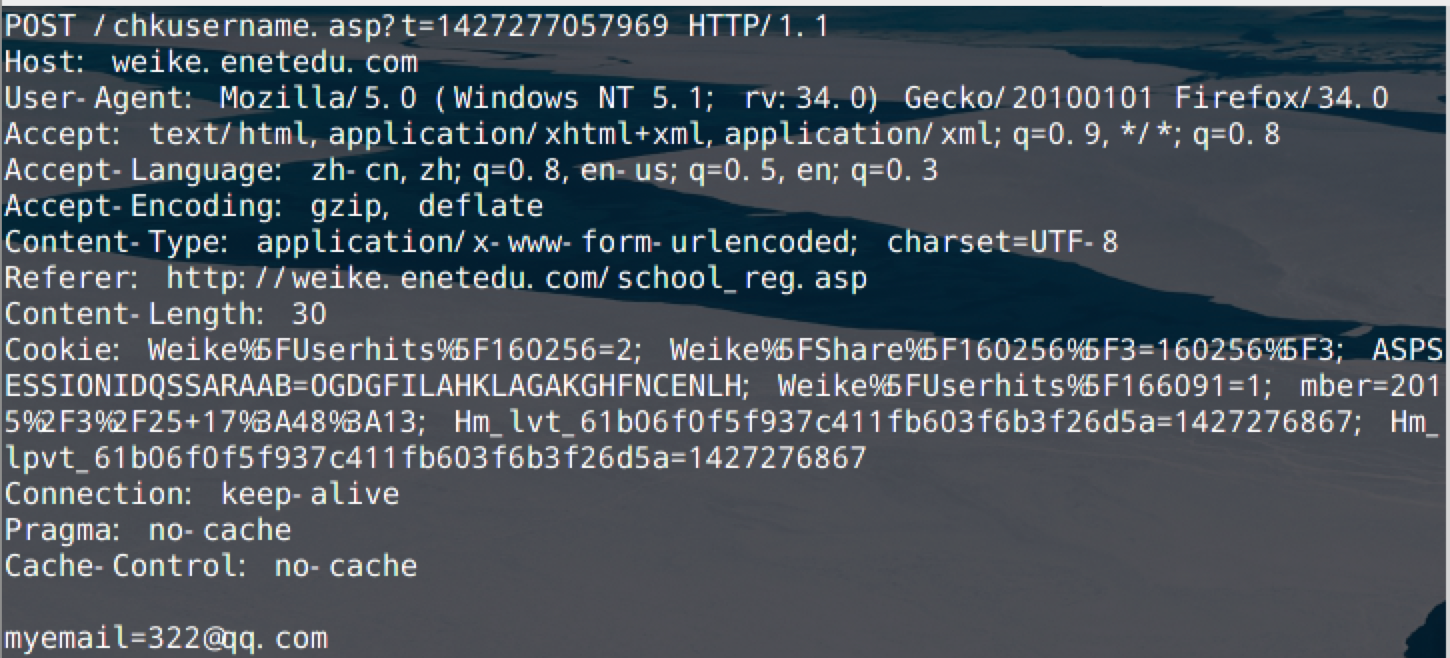 POST /chkusername.asp?t=1427277057969 HTTP/1.1
Host: weike.enetedu.com
User-Agent: Mozilla/5.0 (Windows NT 5.1; rv:34.0) Gecko/20100101 Firefox/34.0
Accept: text/html,application/xhtml+xml,application/xml;q=0.9,*/*;q=0.8
Accept-Language: zh-cn,zh;q=0.8,en-us;q=0.5,en;q=0.3
Accept-Encoding: gzip, deflate
Content-Type: application/x-www-form-urlencoded; charset=UTF-8
Referer: http://weike.enetedu.com/school_reg.asp
Content-Length: 30
Cookie: Weike%5FUserhits%5F160256=2; Weike%5FShare%5F160256%5F3=160256%5F3; ASPS
ESSIONIDQSSARAAB=OGDGFILAHKLAGAKGHFNCENLH; Weike%5FUserhits%5F166091=1; mber=201
5%2F3%2F25+17%3A48%3A13; Hm_lvt_61b06f0f5f937c411fb603f6b3f26d5a=1427276867; Hm_
lpvt_61b06f0f5f937c411fb603f6b3f26d5a=1427276867
Connection: keep-alive
Pragma: no-cache
Cache-Control: no-cache

myemail=322@qq.com